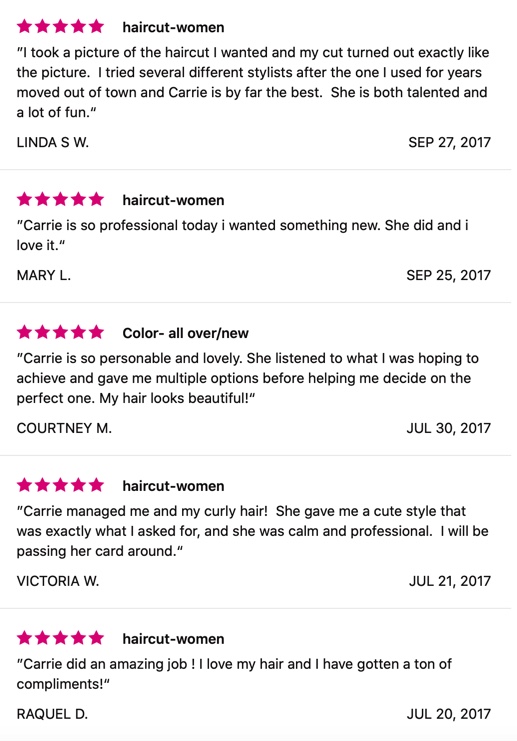 haircut-women
"I took a picture of the haircut I wanted and my cut turned out exactly like
the picture.  I tried several different stylists after the one I used for years
moved out of town and Carrie is by far the best.  She is both talented and
a lot of fun."
LINDA S W. SEP 27, 2017
haircut-women
"Carrie is so professional today i wanted something new. She did and i
love it."
MARY L. SEP 25, 2017
Color- all over/new
"Carrie is so personable and lovely. She listened to what I was hoping to
achieve and gave me multiple options before helping me decide on the
perfect one. My hair looks beautiful!"
COURTNEY M. JUL 30, 2017
haircut-women
"Carrie managed me and my curly hair!  She gave me a cute style that
was exactly what I asked for, and she was calm and professional.  I will be
passing her card around."
VICTORIA W. JUL 21, 2017
haircut-women
"Carrie did an amazing job ! I love my hair and I have gotten a ton of
compliments!"
RAQUEL D. JUL 20, 2017